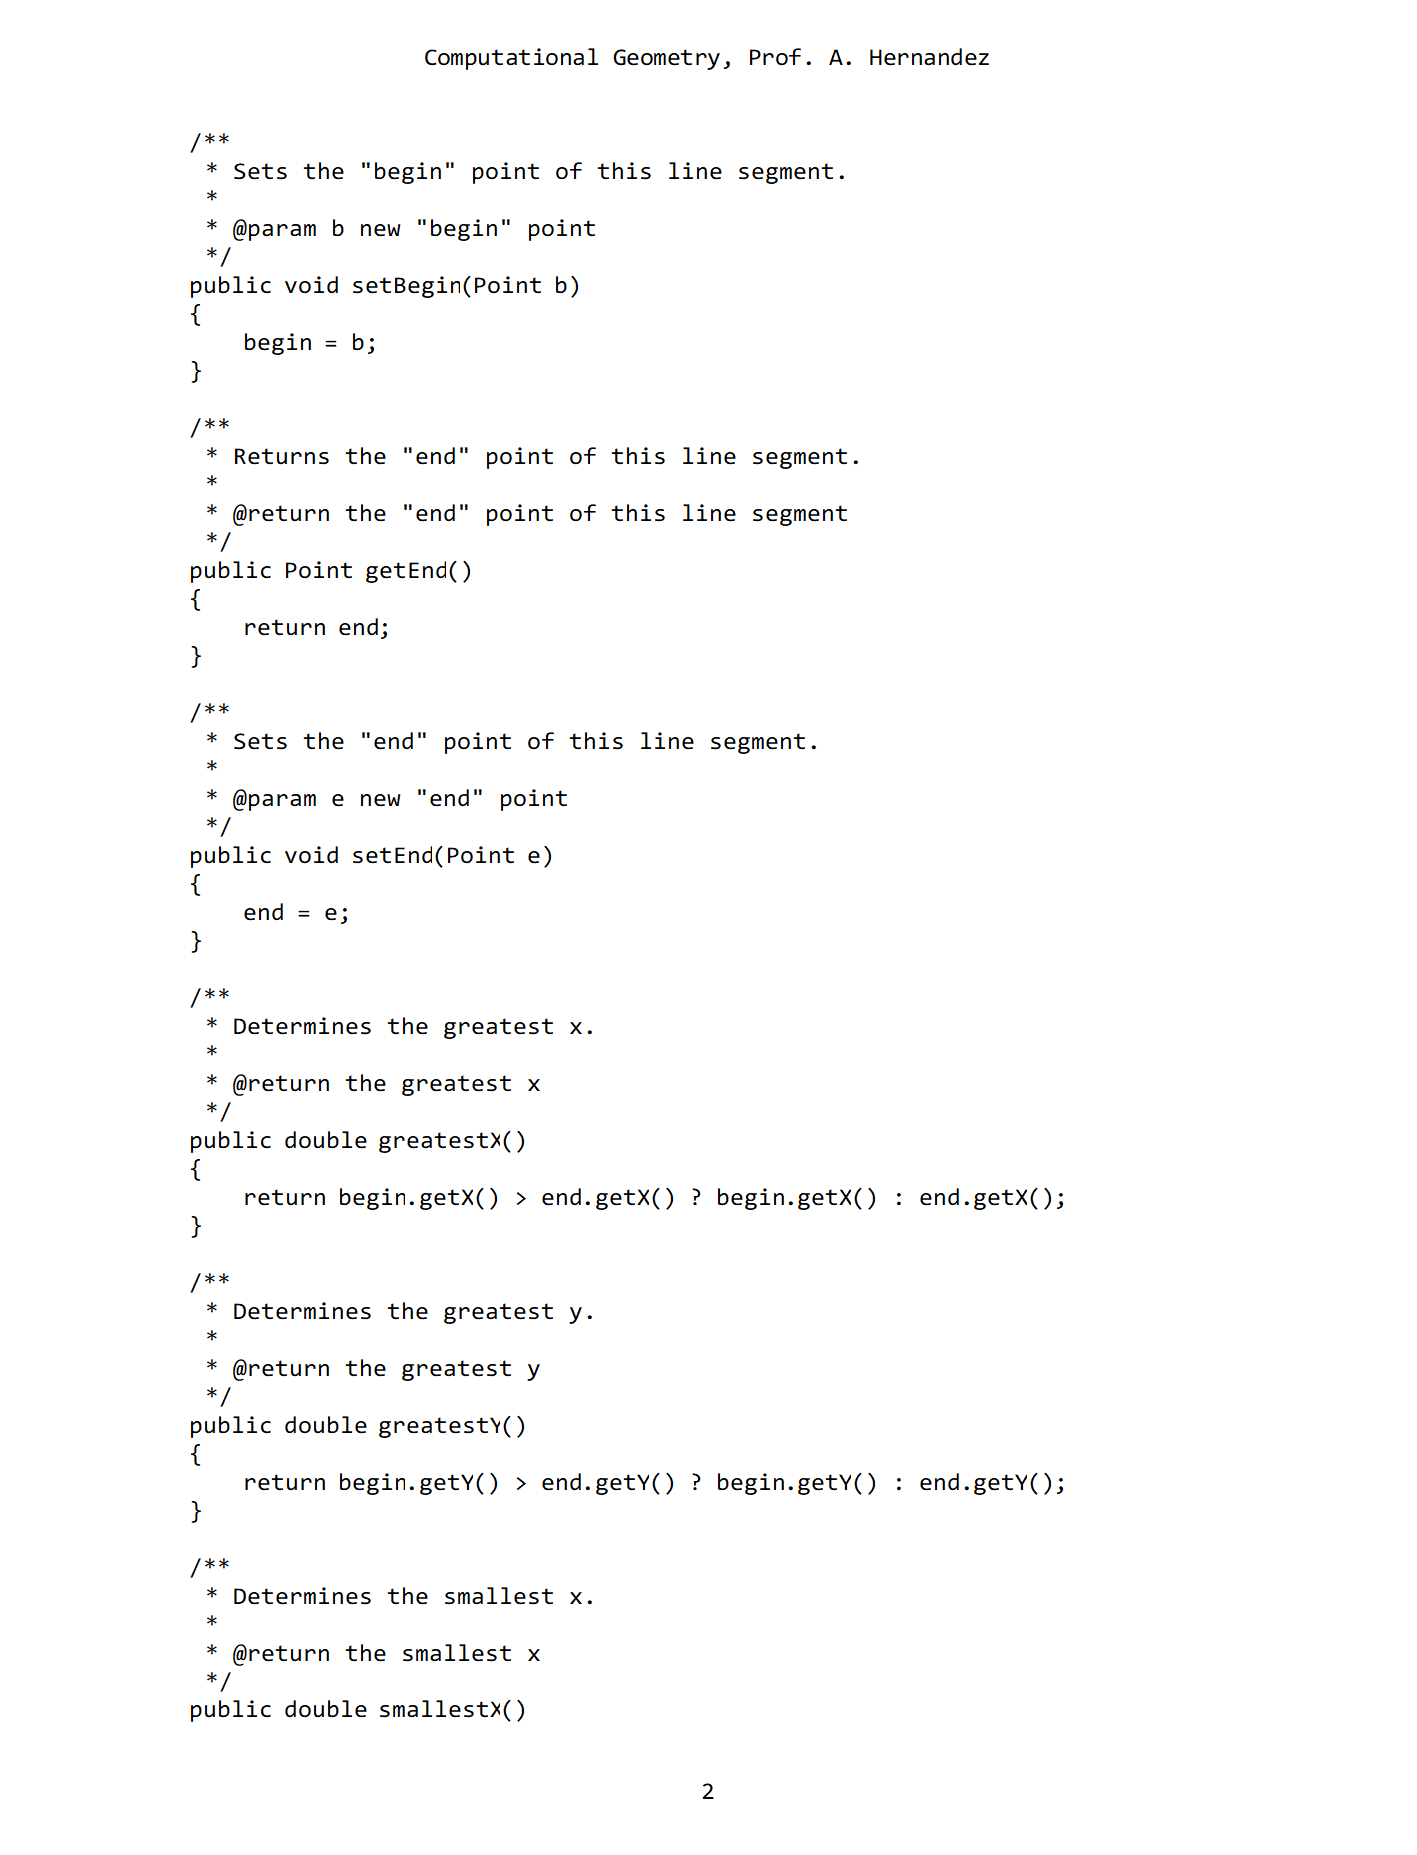 Computational Geometry, Prof. A. Hernandez
/**
 * Sets the "begin" point of this line segment.
 *
 * @param b new "begin" point
 */
public void setBegin(Point b)
{
    begin = b;
}
/**
 * Returns the "end" point of this line segment.
 *
 * @return the "end" point of this line segment
 */
public Point getEnd()
{
    return end;
}
/**
 * Sets the "end" point of this line segment.
 *
 * @param e new "end" point
 */
public void setEnd(Point e)
{
    end = e;
}
/**
 * Determines the greatest x.
 *
 * @return the greatest x
 */
public double greatestX()
{
    return begin.getX() > end.getX() ? begin.getX() : end.getX();
}
/**
 * Determines the greatest y.
 *
 * @return the greatest y
 */
public double greatestY()
{
    return begin.getY() > end.getY() ? begin.getY() : end.getY();
}
/**
 * Determines the smallest x.
 *
 * @return the smallest x
 */
public double smallestX()
2